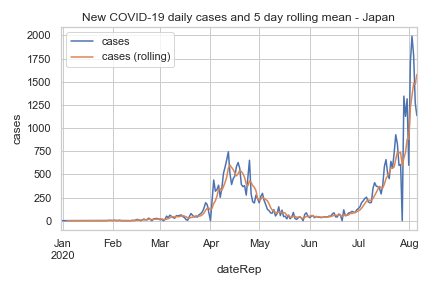 New COVID-19 daily cases and 5 day rolling mean - Japan
cases
cases (rolling)
2000
1750
1500
1250
1000
750
500
250
0
cases
Jan Feb Mar Apr May Jun Jul Aug
2020
dateRep